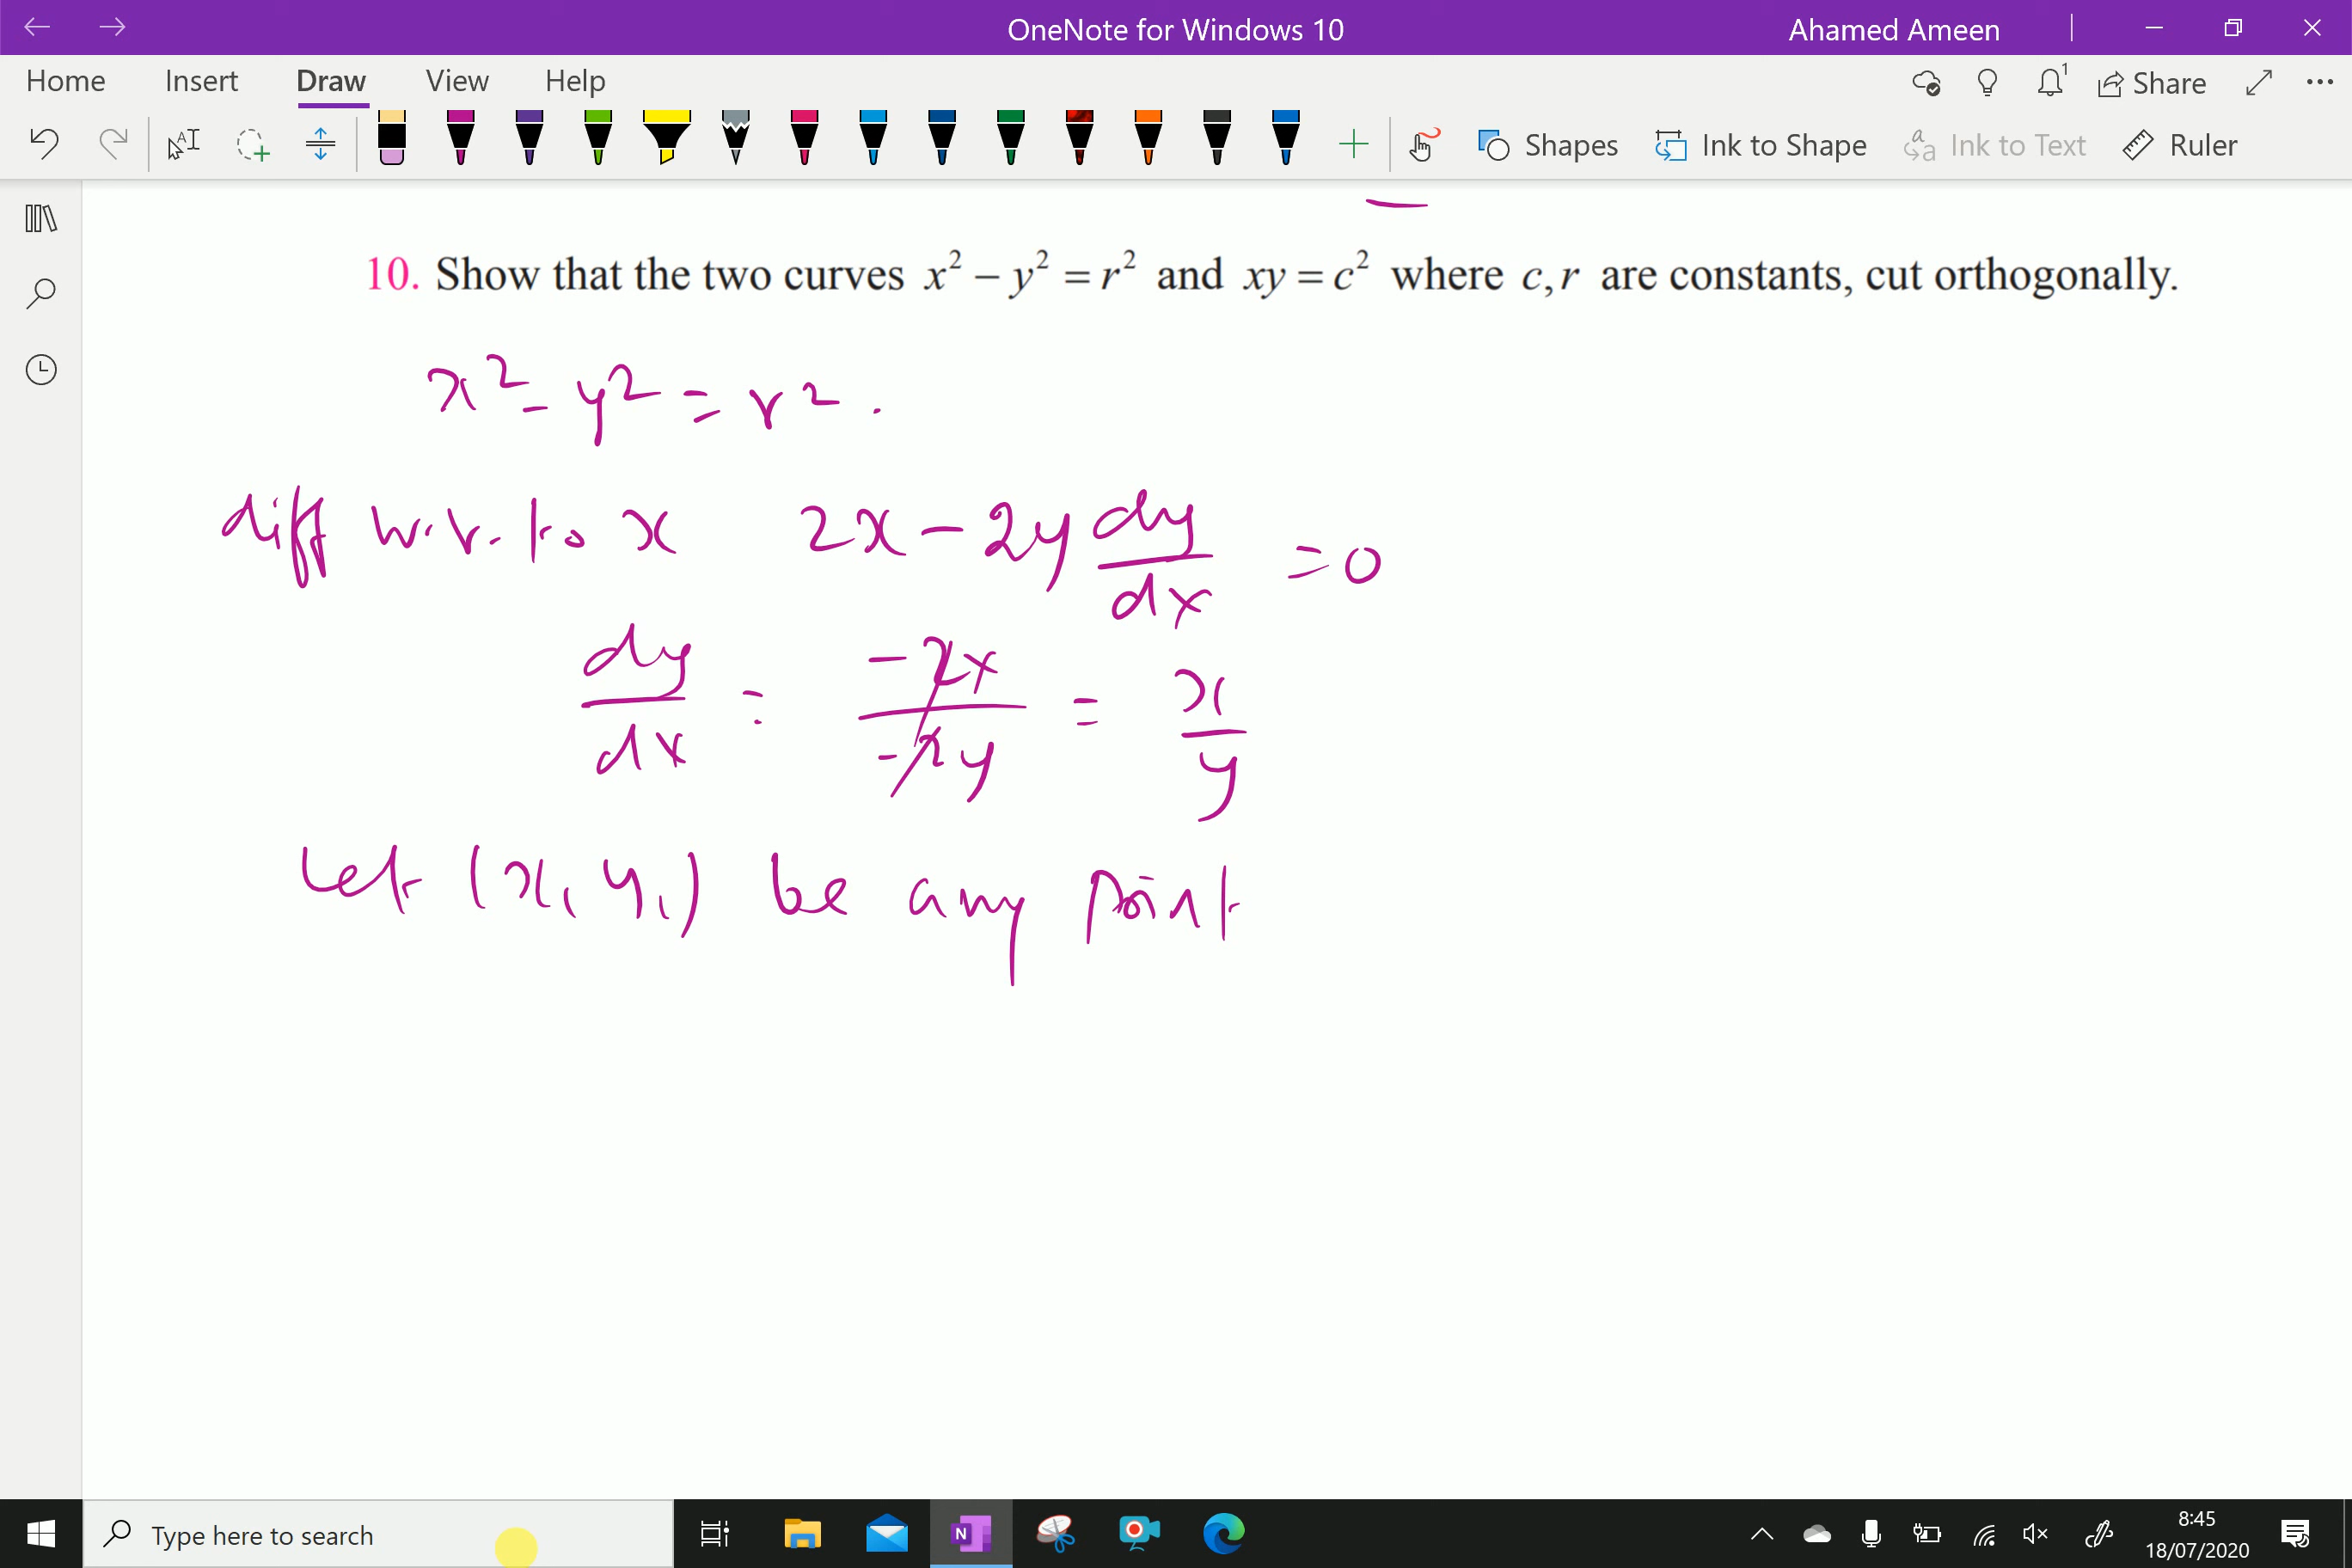 OneNote for Windows 10
Ahamed Ameen
Home Insert Draw View Help
1
Share
Shapes Ink to Shape Ink to Text Ruler
10. Show that the two curves x² − y² = r² and xy = c² where c, r are constants, cut orthogonally.
x² - y² = r² .
diff w.r. to x 2x - 2y dy/dx = 0
dy/dx = -2x/-2y = x/y
Let (x₁ y₁) be any point
Type here to search
8:45
18/07/2020